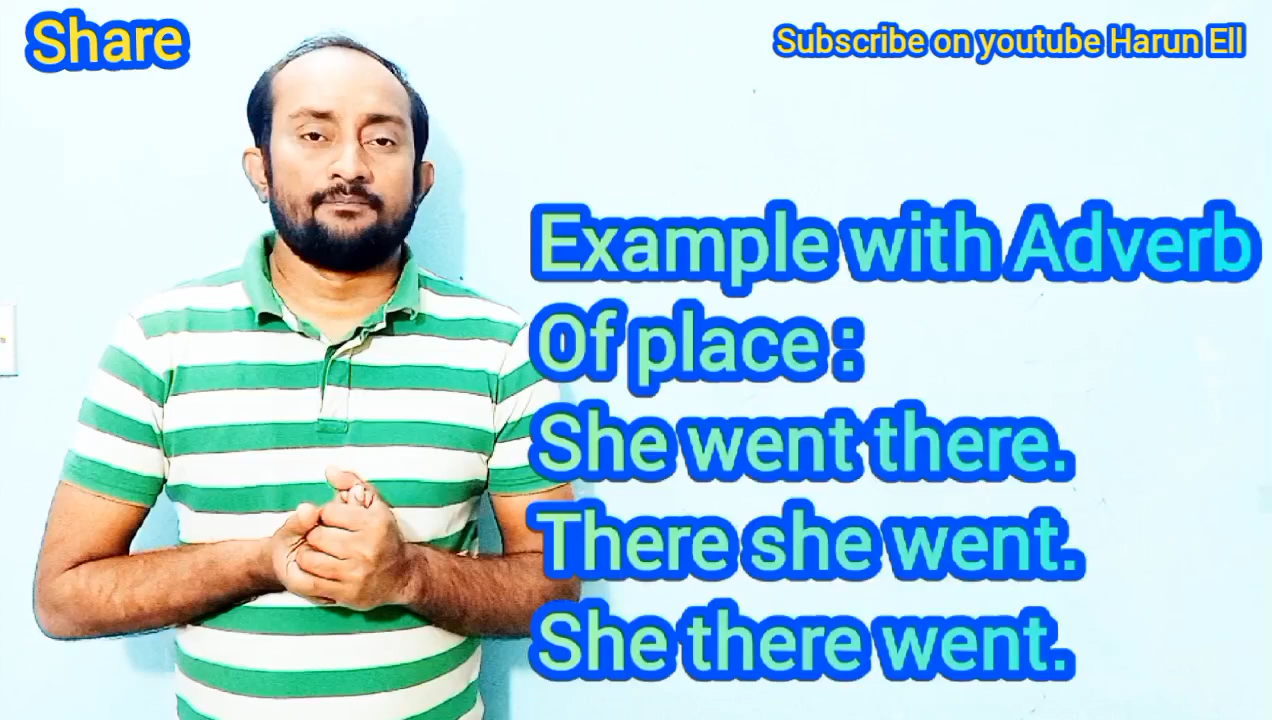 Share
Subscribe on youtube Harun Ell
Example with Adverb
Of place :
She went there.
There she went.
She there went.